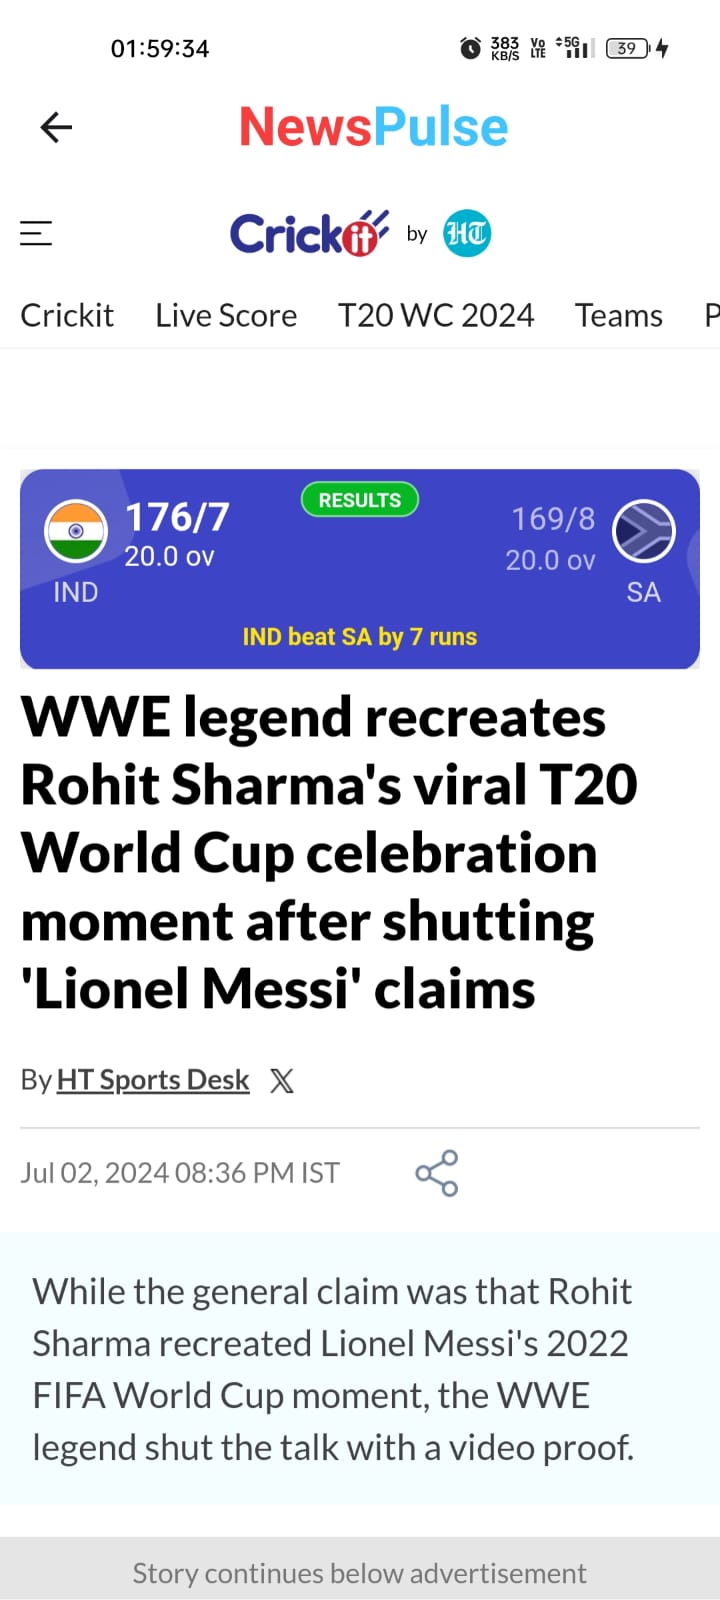 01:59:34
383 KB/S Vo LTE 5G 39
NewsPulse
Crickit by HT
Crickit Live Score T20 WC 2024 Teams P
176/7 RESULTS 169/8
20.0 ov 20.0 ov
IND SA
IND beat SA by 7 runs
WWE legend recreates
Rohit Sharma's viral T20
World Cup celebration
moment after shutting
'Lionel Messi' claims
By HT Sports Desk X
Jul 02, 2024 08:36 PM IST
While the general claim was that Rohit
Sharma recreated Lionel Messi's 2022
FIFA World Cup moment, the WWE
legend shut the talk with a video proof.
Story continues below advertisement